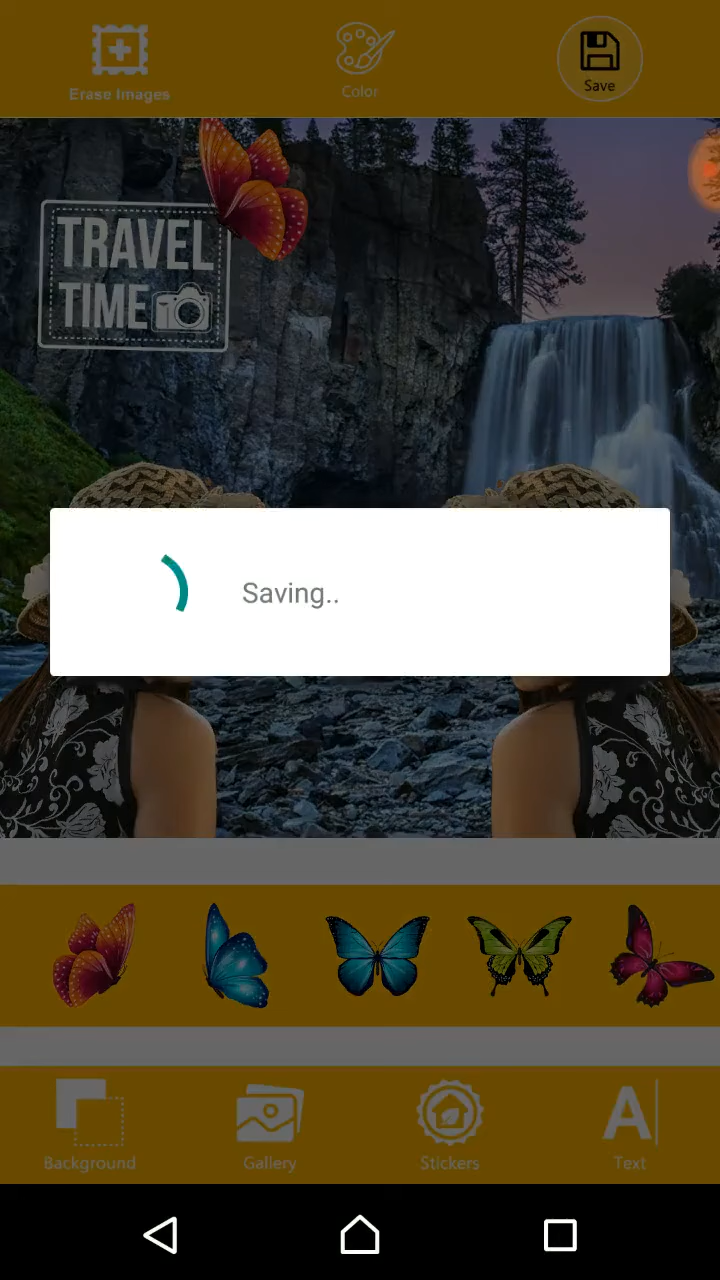 Erase Images
Color
Save
TRAVEL
TIME
Saving..
Background
Gallery
Stickers
A
Text